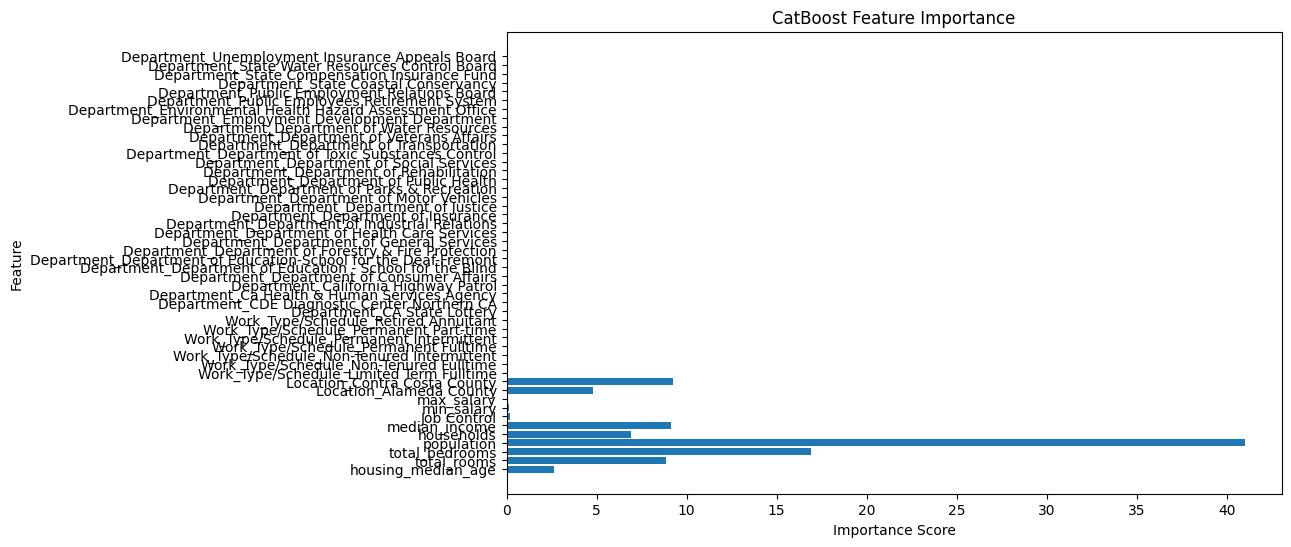 CatBoost Feature Importance
Department_Unemployment Insurance Appeals Board
Department_State Water Resources Control Board
Department_State Compensation Insurance Fund
Department_State Coastal Conservancy
Department_Public Employment Relations Board
Department_Public Employees Retirement System
Department_Environmental Health Hazard Assessment Office
Department_Employment Development Department
Department_Department of Water Resources
Department_Department of Veterans Affairs
Department_Department of Transportation
Department_Department of Toxic Substances Control
Department_Department of Social Services
Department_Department of Rehabilitation
Department_Department of Public Health
Department_Department of Parks & Recreation
Department_Department of Motor Vehicles
Department_Department of Justice
Department_Department of Insurance
Department_Department of Industrial Relations
Department_Department of Health Care Services
Department_Department of General Services
Department_Department of Forestry & Fire Protection
Department_Department of Education-School for the Deaf-Fremont
Department_Department of Education - School for the Blind
Department_Department of Consumer Affairs
Department_California Highway Patrol
Department_Ca Health & Human Services Agency
Department_CDE Diagnostic Center Northern CA
Department_CA State Lottery
Work_Type/Schedule_Retired Annuitant
Work_Type/Schedule_Permanent Part-time
Work_Type/Schedule_Permanent Intermittent
Work_Type/Schedule_Permanent Fulltime
Work_Type/Schedule_Non-Tenured Intermittent
Work_Type/Schedule_Non-Tenured Fulltime
Work_Type/Schedule_Limited Term Fulltime
Location_Contra Costa County
Location_Alameda County
max_salary
min_salary
Job Control
median_income
households
population
total_bedrooms
total_rooms
housing_median_age
Feature
0 5 10 15 20 25 30 35 40
Importance Score